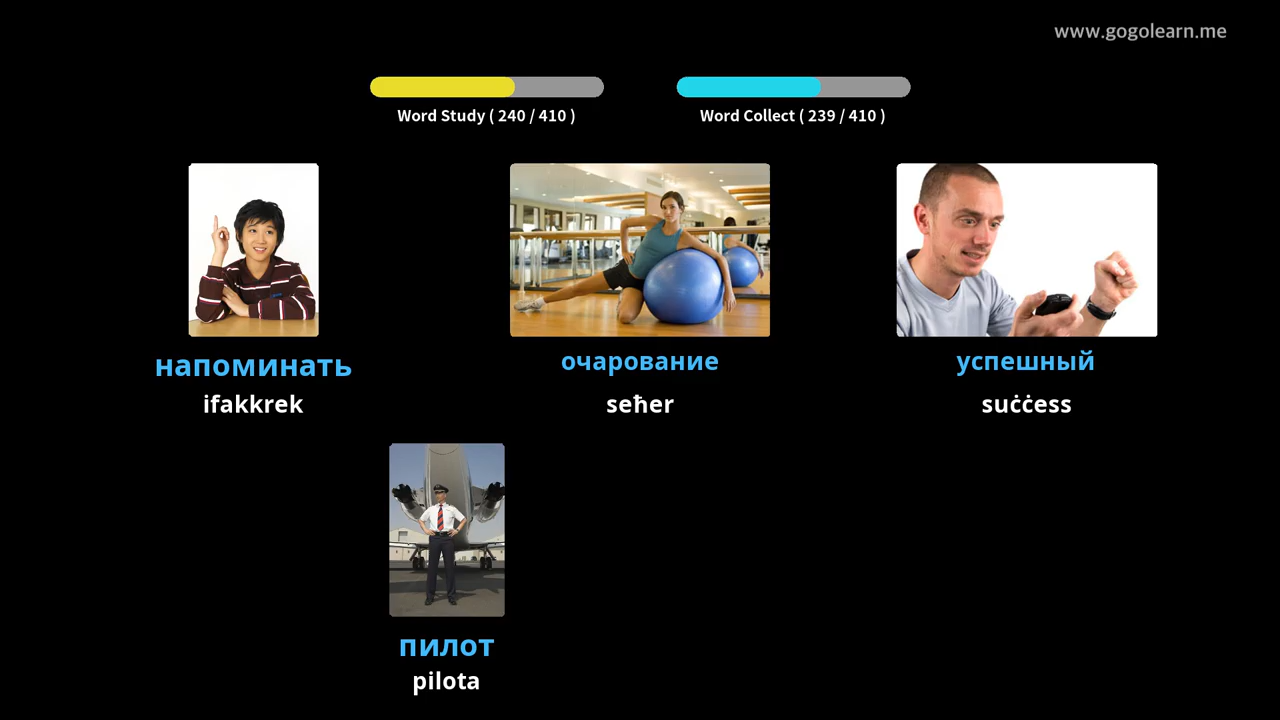 www.gogolearn.me
Word Study ( 240 / 410 )
Word Collect ( 239 / 410 )
напоминать
ifakkrek
очарование
seħer
успешный
suċċess
пилот
pilota